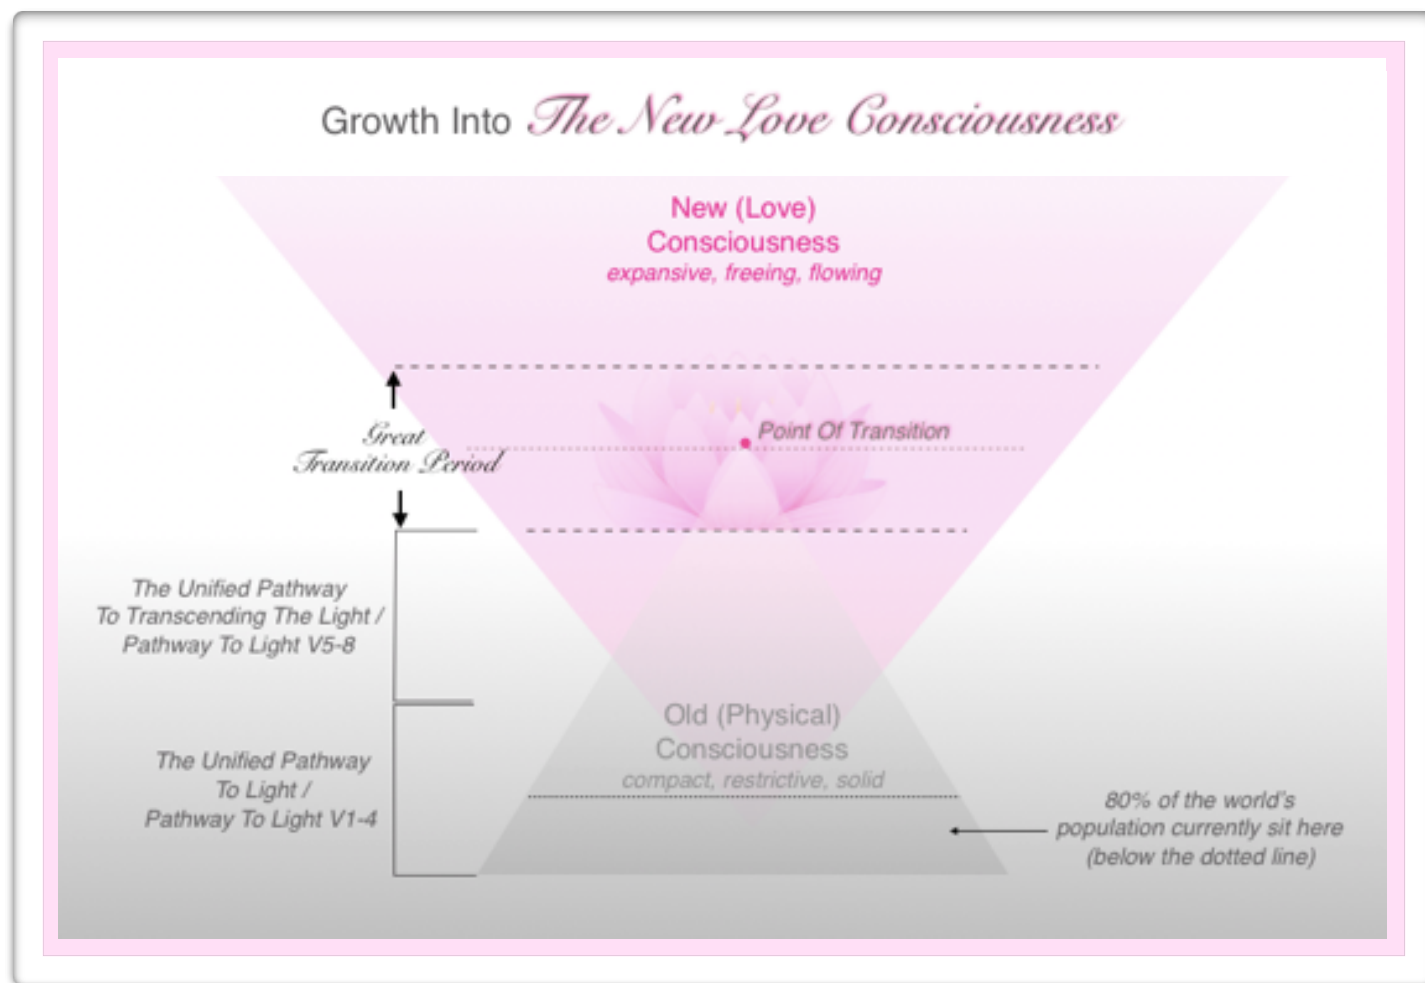 Growth Into The New Love Consciousness
New (Love)
Consciousness
expansive, freeing, flowing
Point Of Transition
Great
Transition Period
The Unified Pathway
To Transcending The Light /
Pathway To Light V5-8
Old (Physical)
Consciousness
compact, restrictive, solid
The Unified Pathway
To Light /
Pathway To Light V1-4
80% of the world's
population currently sit here
(below the dotted line)